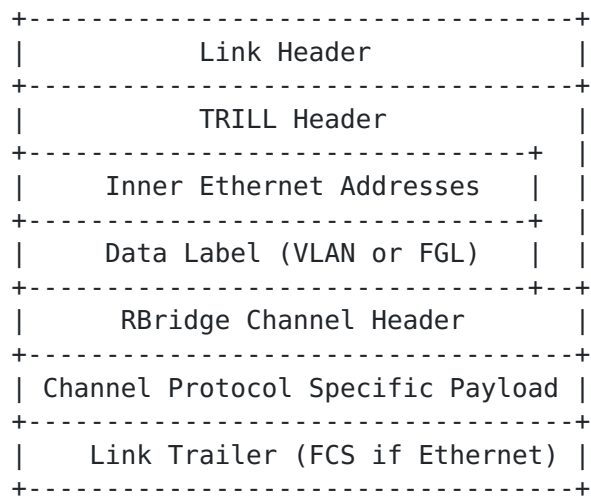 Link Header
TRILL Header
Inner Ethernet Addresses
Data Label (VLAN or FGL)
RBridge Channel Header
Channel Protocol Specific Payload
Link Trailer (FCS if Ethernet)